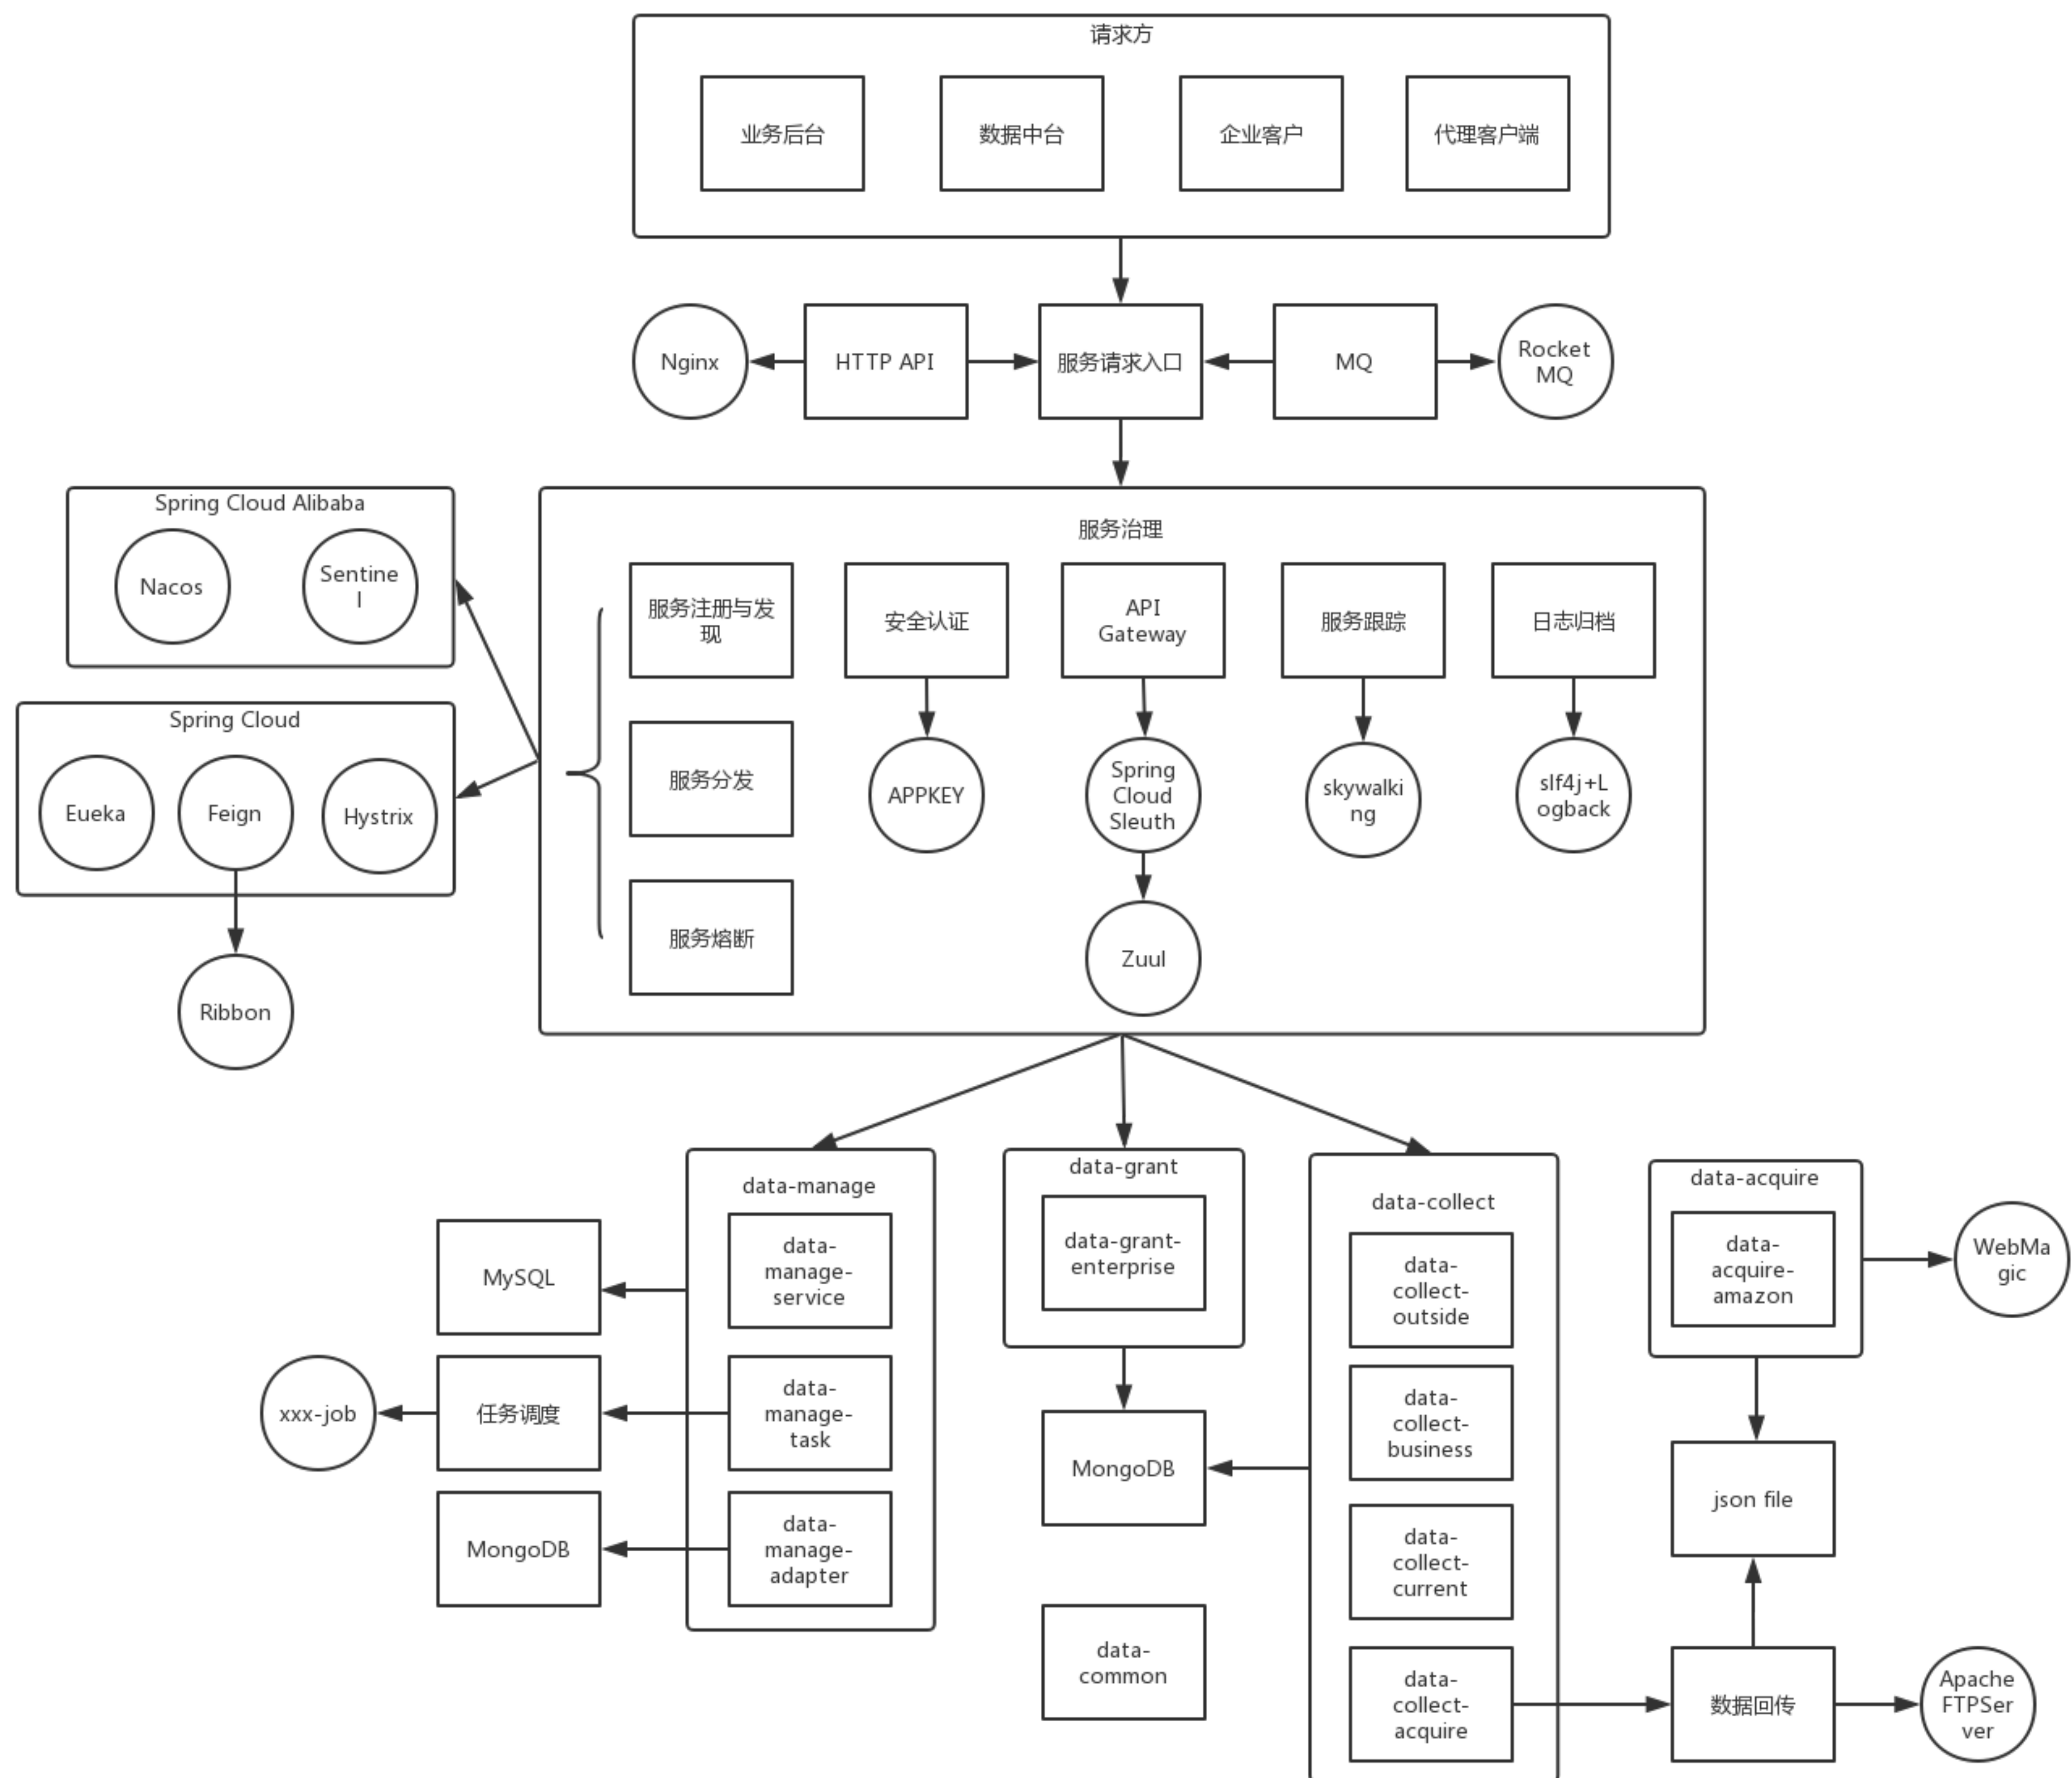 请求方
业务后台
数据中台
企业客户
代理客户端
Nginx
HTTP API
服务请求入口
MQ
Rocket
MQ
Spring Cloud Alibaba
Nacos
Sentine
l
Spring Cloud
Eueka
Feign
Hystrix
Ribbon
服务治理
服务注册与发
现
安全认证
API
Gateway
服务跟踪
日志归档
服务分发
APPKEY
Spring
Cloud
Sleuth
skywalki
ng
slf4j+L
ogback
服务熔断
Zuul
data-manage
data-
manage-
service
data-
manage-
task
data-
manage-
adapter
MySQL
xxx-job
任务调度
MongoDB
data-grant
data-grant-
enterprise
MongoDB
data-
common
data-collect
data-
collect-
outside
data-
collect-
business
data-
collect-
current
data-
collect-
acquire
data-acquire
data-
acquire-
amazon
WebMa
gic
json file
数据回传
Apache
FTPSer
ver